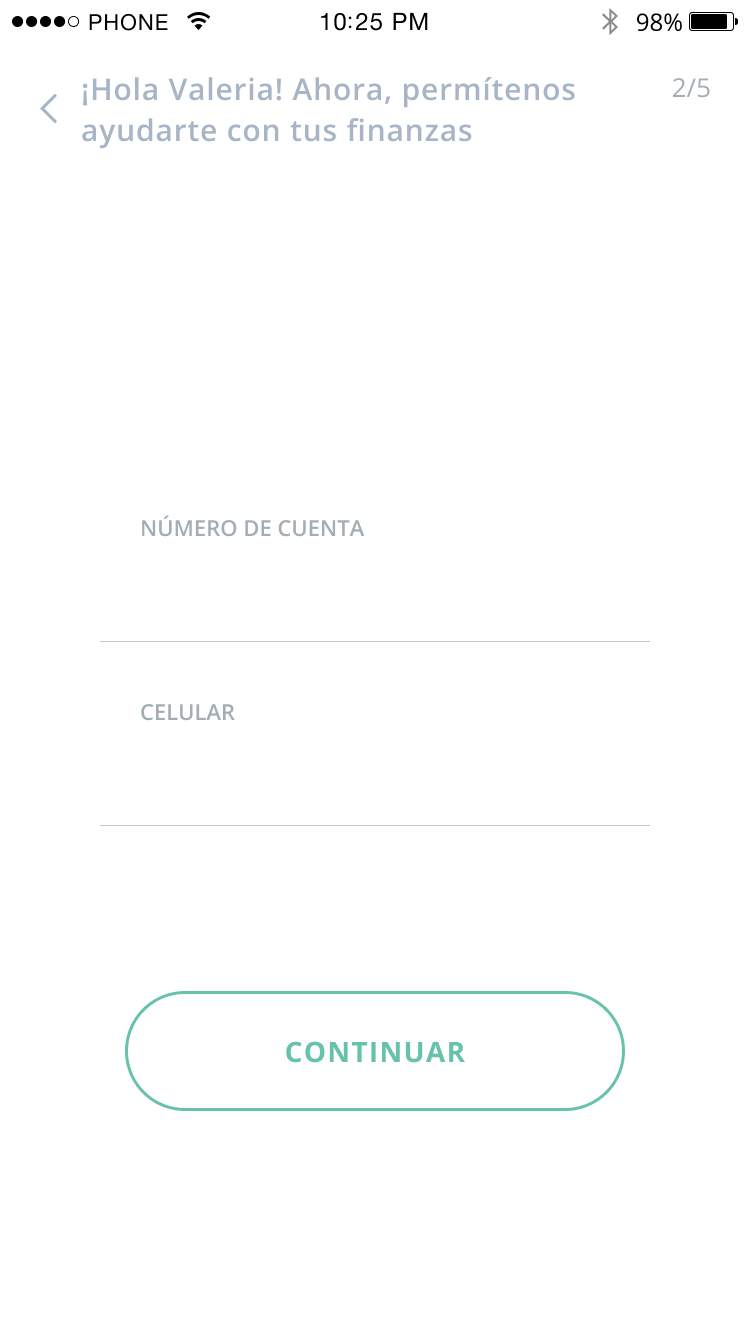 PHONE 10:25 PM 98%
¡Hola Valeria! Ahora, permítenos 2/5
ayudarte con tus finanzas
NÚMERO DE CUENTA
CELULAR
CONTINUAR